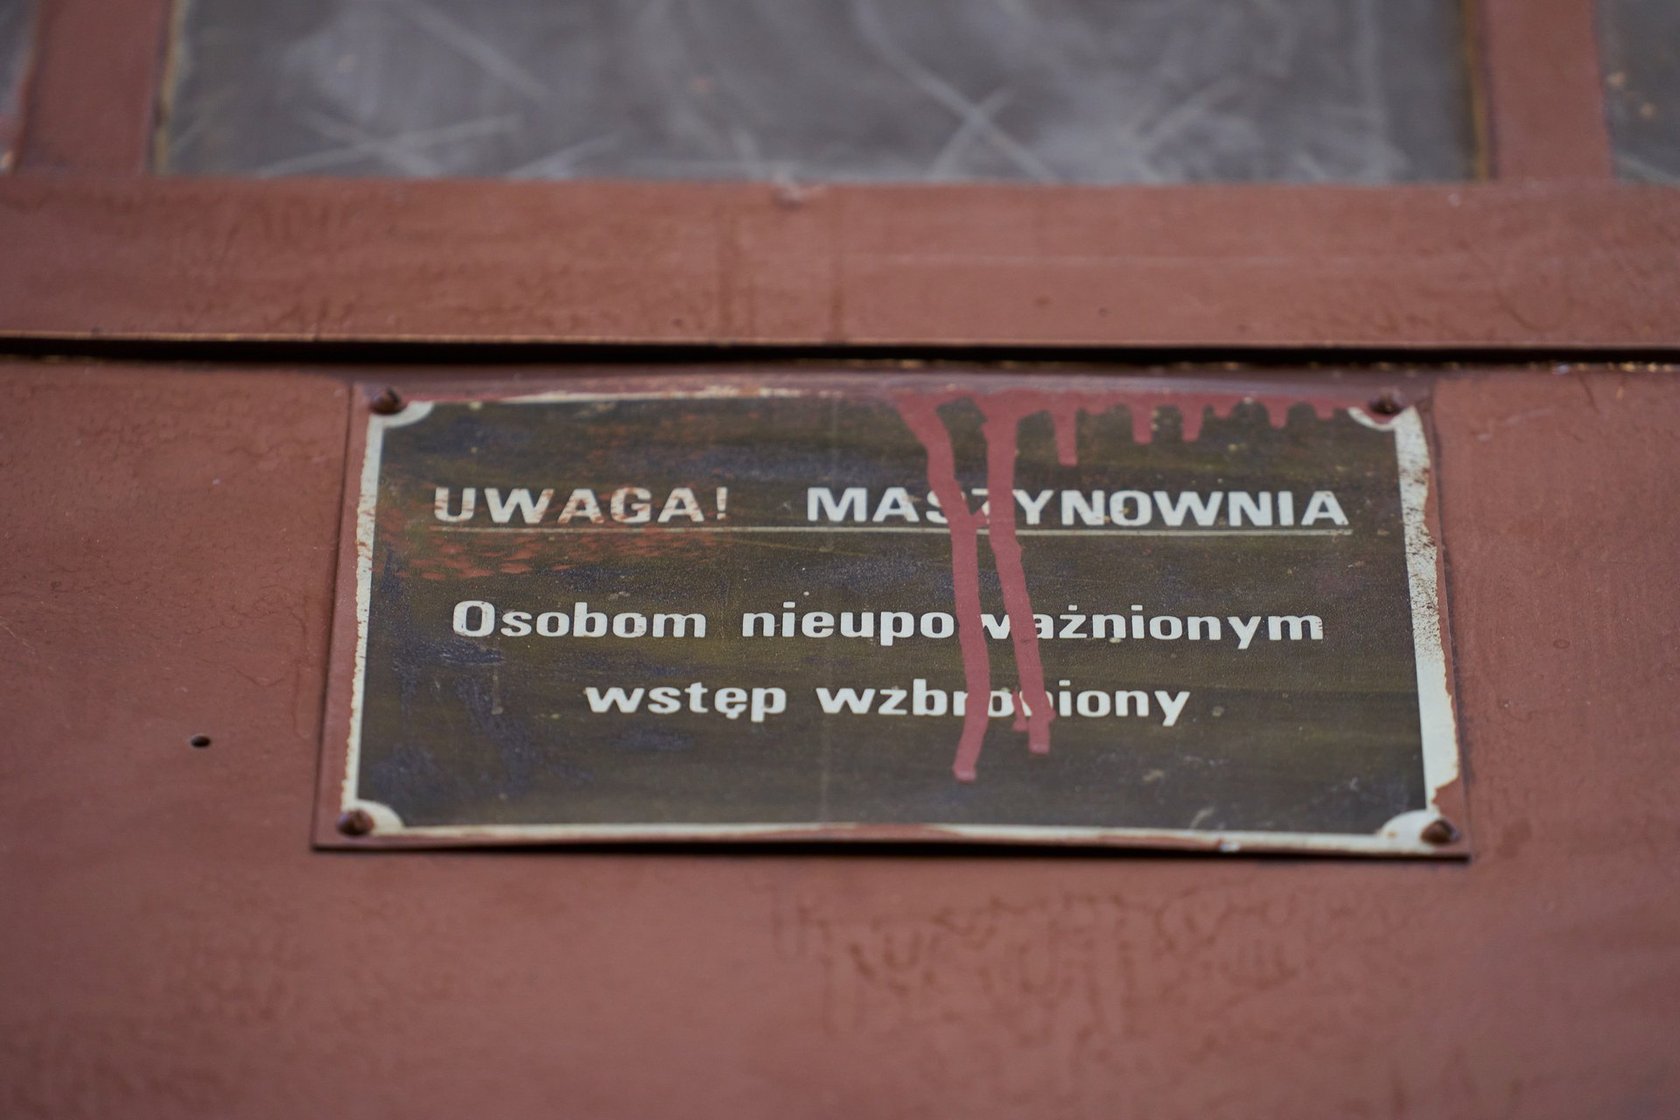 UWAGA! MASZYNOWNIA
Osobom nieupoważnionym
wstęp wzbroniony